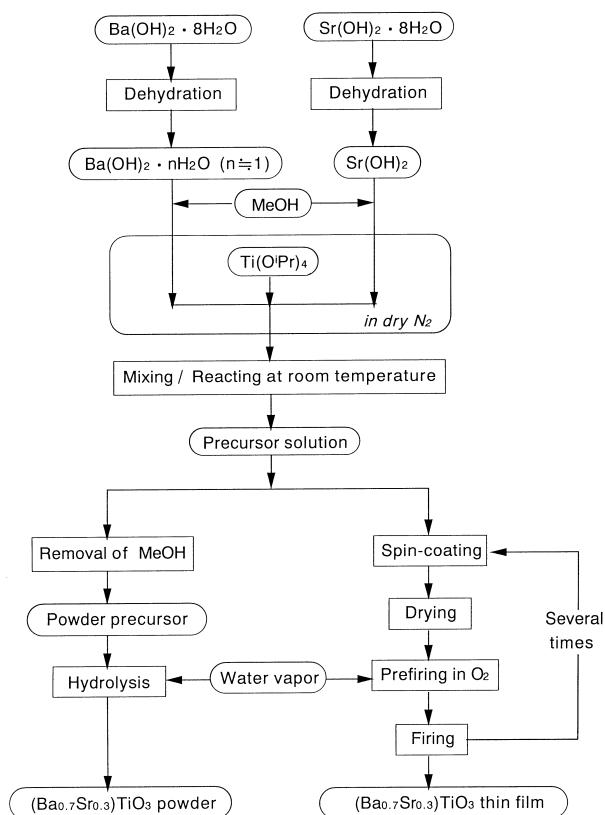 Ba(OH)₂ · 8H₂O
Sr(OH)₂ · 8H₂O
Dehydration
Dehydration
Ba(OH)₂ · nH₂O (n≒1)
Sr(OH)₂
MeOH
Ti(OⁱPr)₄
in dry N₂
Mixing / Reacting at room temperature
Precursor solution
Removal of MeOH
Spin-coating
Powder precursor
Drying
Several
times
Hydrolysis
Water vapor
Prefiring in O₂
Firing
(Ba₀.₇Sr₀.₃)TiO₃ powder
(Ba₀.₇Sr₀.₃)TiO₃ thin film